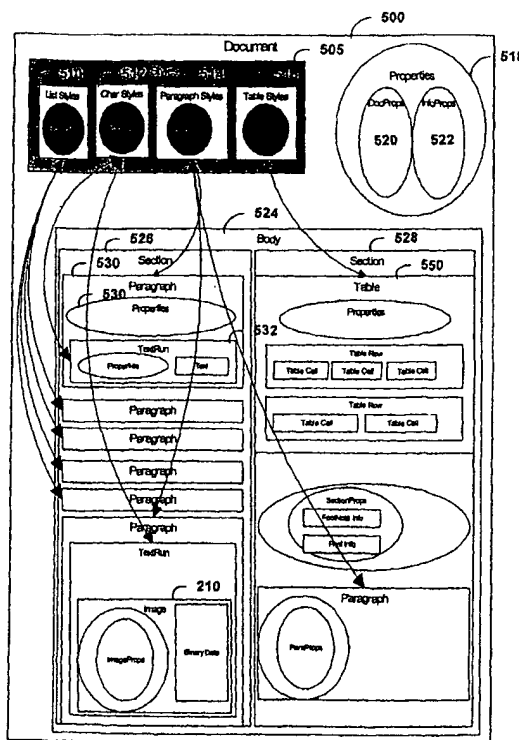 500
Document
505
518
List Styles
Char Styles
Paragraph Styles
Table Styles
Properties
DocProps
InfoProps
520
522
524
Body
526
528
Section
Section
530
550
Paragraph
Table
530
Properties
Properties
532
TextRun
Properties
Text
Table Row
Table Cell
Table Cell
Table Cell
Paragraph
Paragraph
Table Row
Table Cell
Table Cell
Paragraph
Paragraph
SectionProps
Footnote Info
Paragraph
TextRun
210
Image
ImageProps
Binary Data
Paragraph